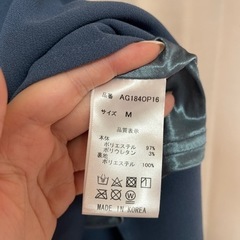 品番 AG184OP16
サイズ M
品質表示
本体
ポリエステル 97%
ポリウレタン 3%
裏地
ポリエステル 100%
MADE IN KOREA